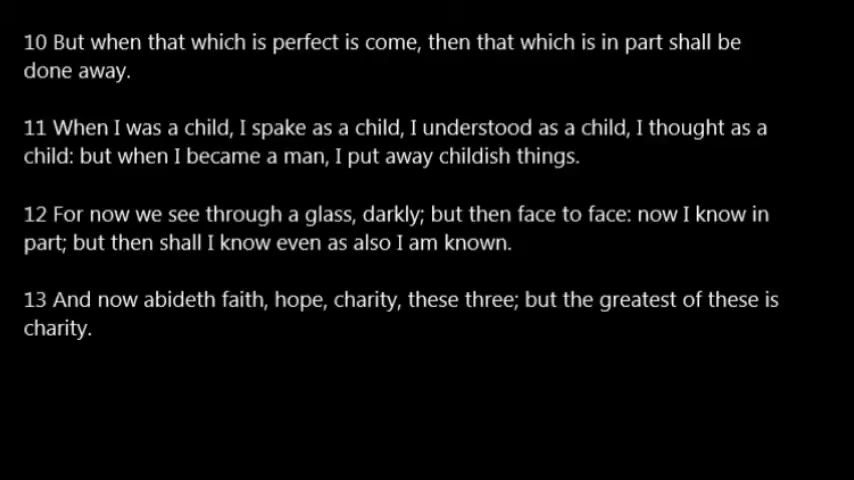 10 But when that which is perfect is come, then that which is in part shall be
done away.
11 When I was a child, I spake as a child, I understood as a child, I thought as a
child: but when I became a man, I put away childish things.
12 For now we see through a glass, darkly; but then face to face: now I know in
part; but then shall I know even as also I am known.
13 And now abideth faith, hope, charity, these three; but the greatest of these is
charity.